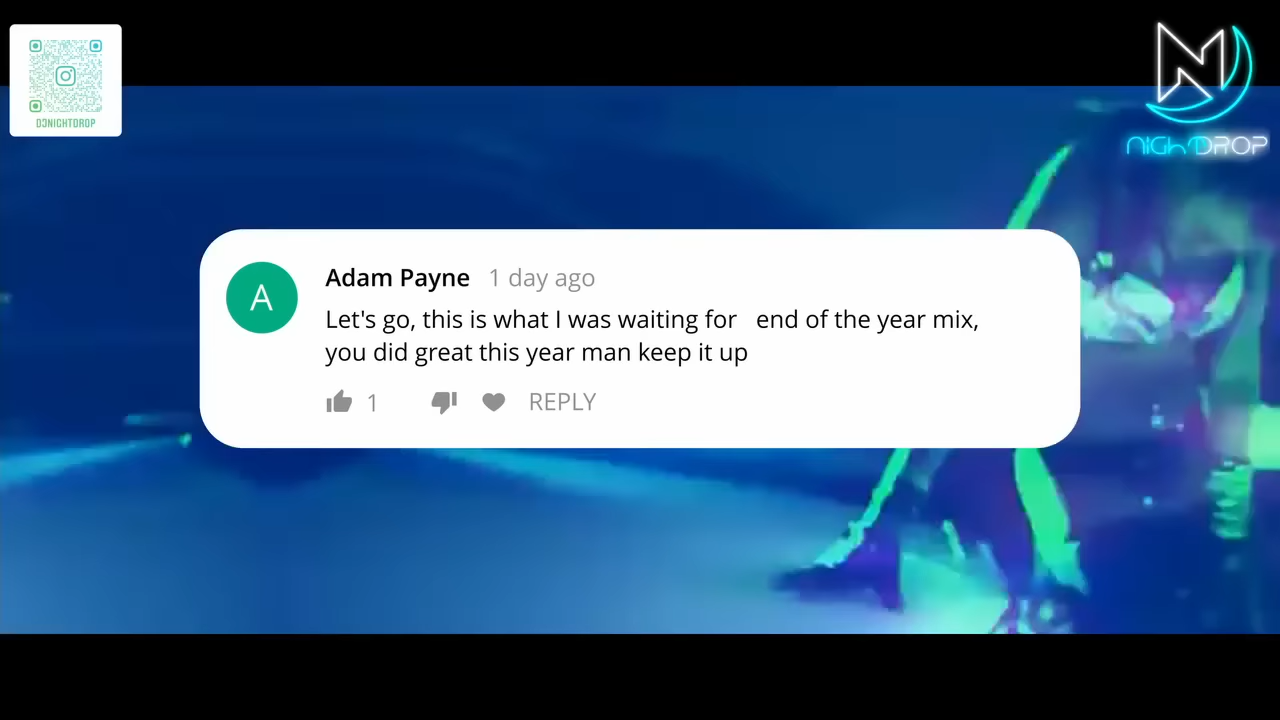 DJNIGHTDROP
NIGHTDROP
A
Adam Payne 1 day ago
Let's go, this is what I was waiting for   end of the year mix,
you did great this year man keep it up
1 REPLY